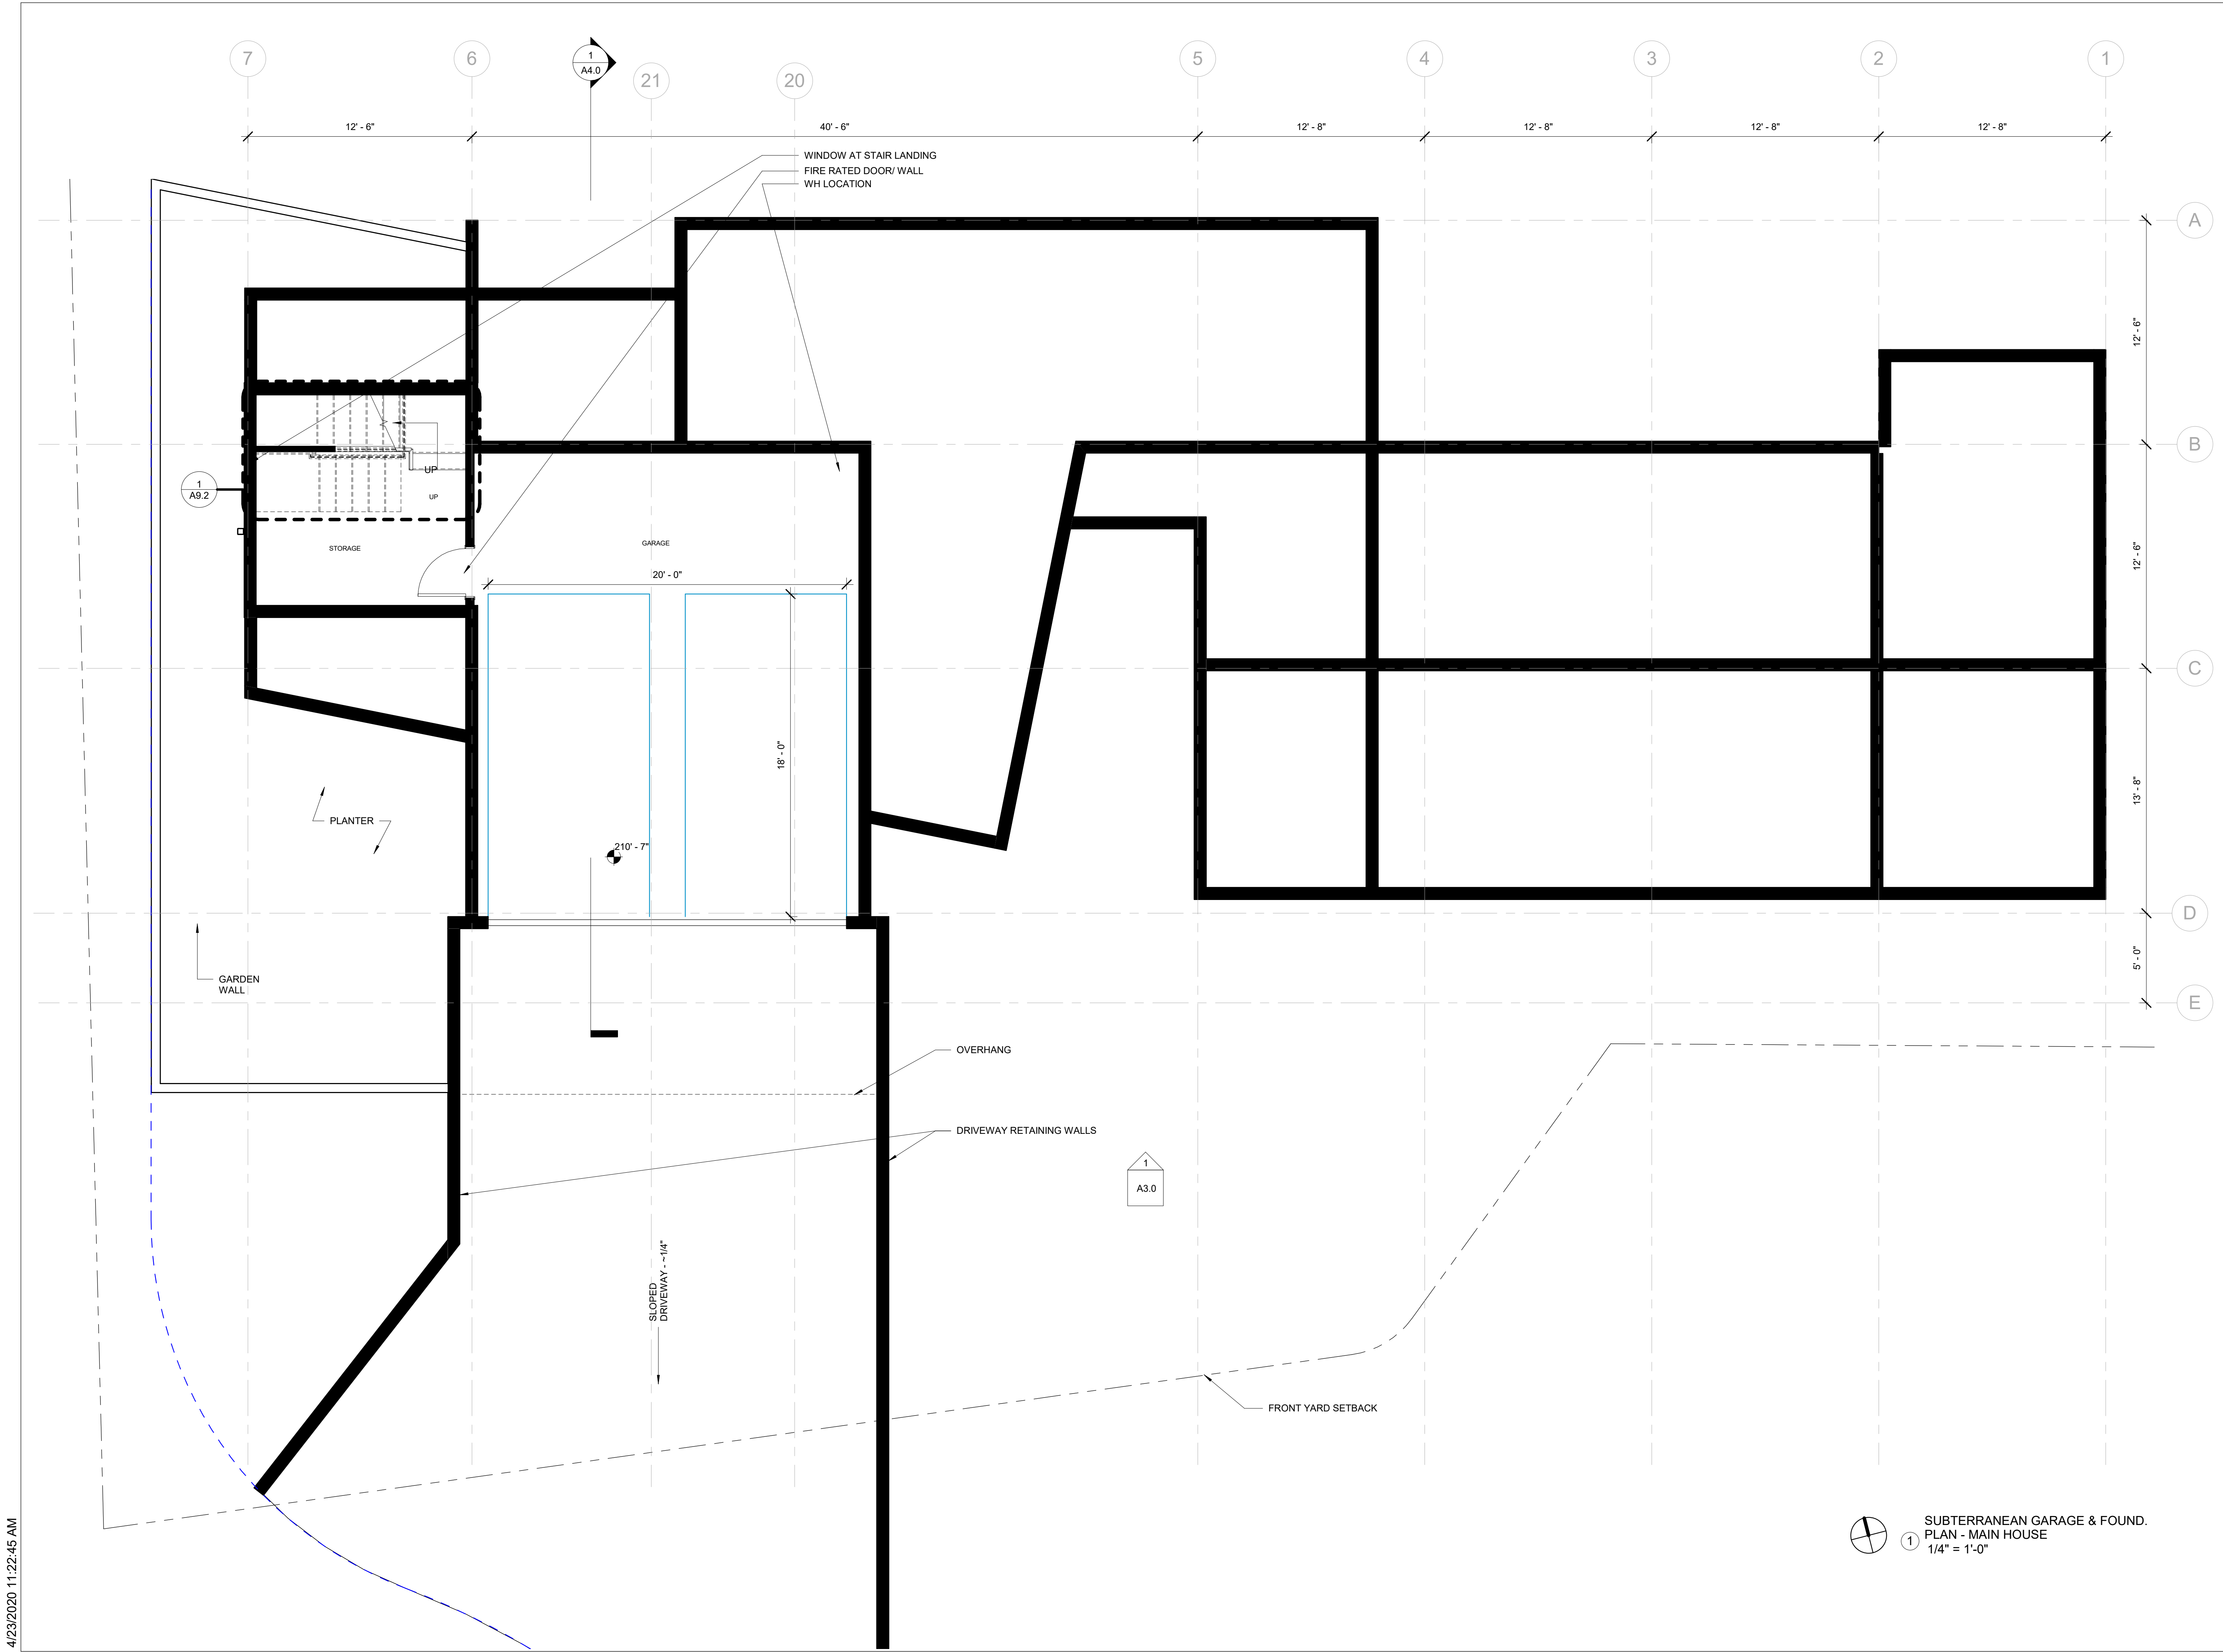 7
6
1
A4.0
21
20
5
4
3
2
1
12' - 6"
40' - 6"
12' - 8"
12' - 8"
12' - 8"
12' - 8"
WINDOW AT STAIR LANDING
FIRE RATED DOOR/ WALL
WH LOCATION
A
12' - 6"
B
UP
1
A9.2
UP
STORAGE
GARAGE
12' - 6"
20' - 0"
C
18' - 0"
13' - 8"
PLANTER
210' - 7"
D
GARDEN
WALL
5' - 0"
E
OVERHANG
DRIVEWAY RETAINING WALLS
1
A3.0
SLOPED
DRIVEWAY - ~1/4"
FRONT YARD SETBACK
1
SUBTERRANEAN GARAGE & FOUND.
PLAN - MAIN HOUSE
1/4" = 1'-0"
4/23/2020 11:22:45 AM